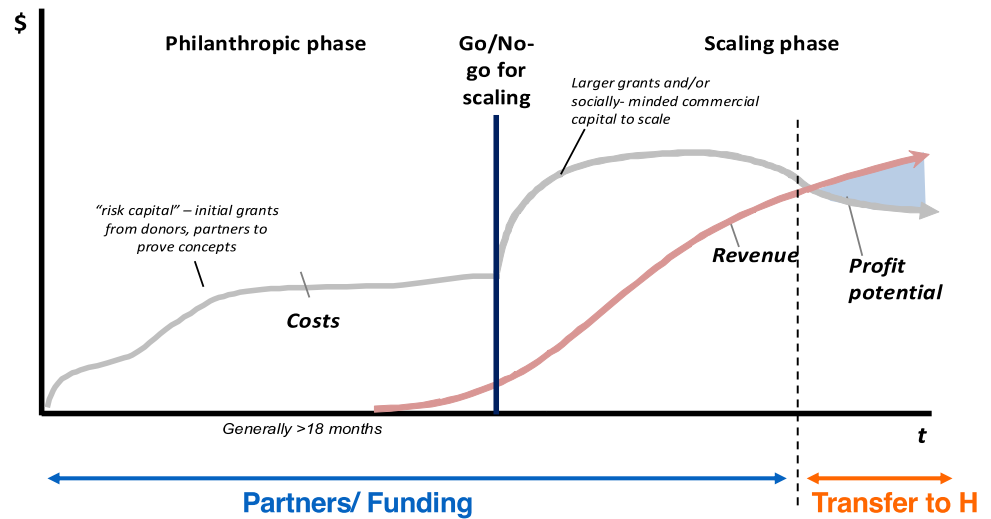 $
Philanthropic phase
Go/No-
go for
scaling
Scaling phase
Larger grants and/or
socially- minded commercial
capital to scale
“risk capital” – initial grants
from donors, partners to
prove concepts
Costs
Revenue
Profit
potential
Generally >18 months
t
Partners/ Funding
Transfer to H